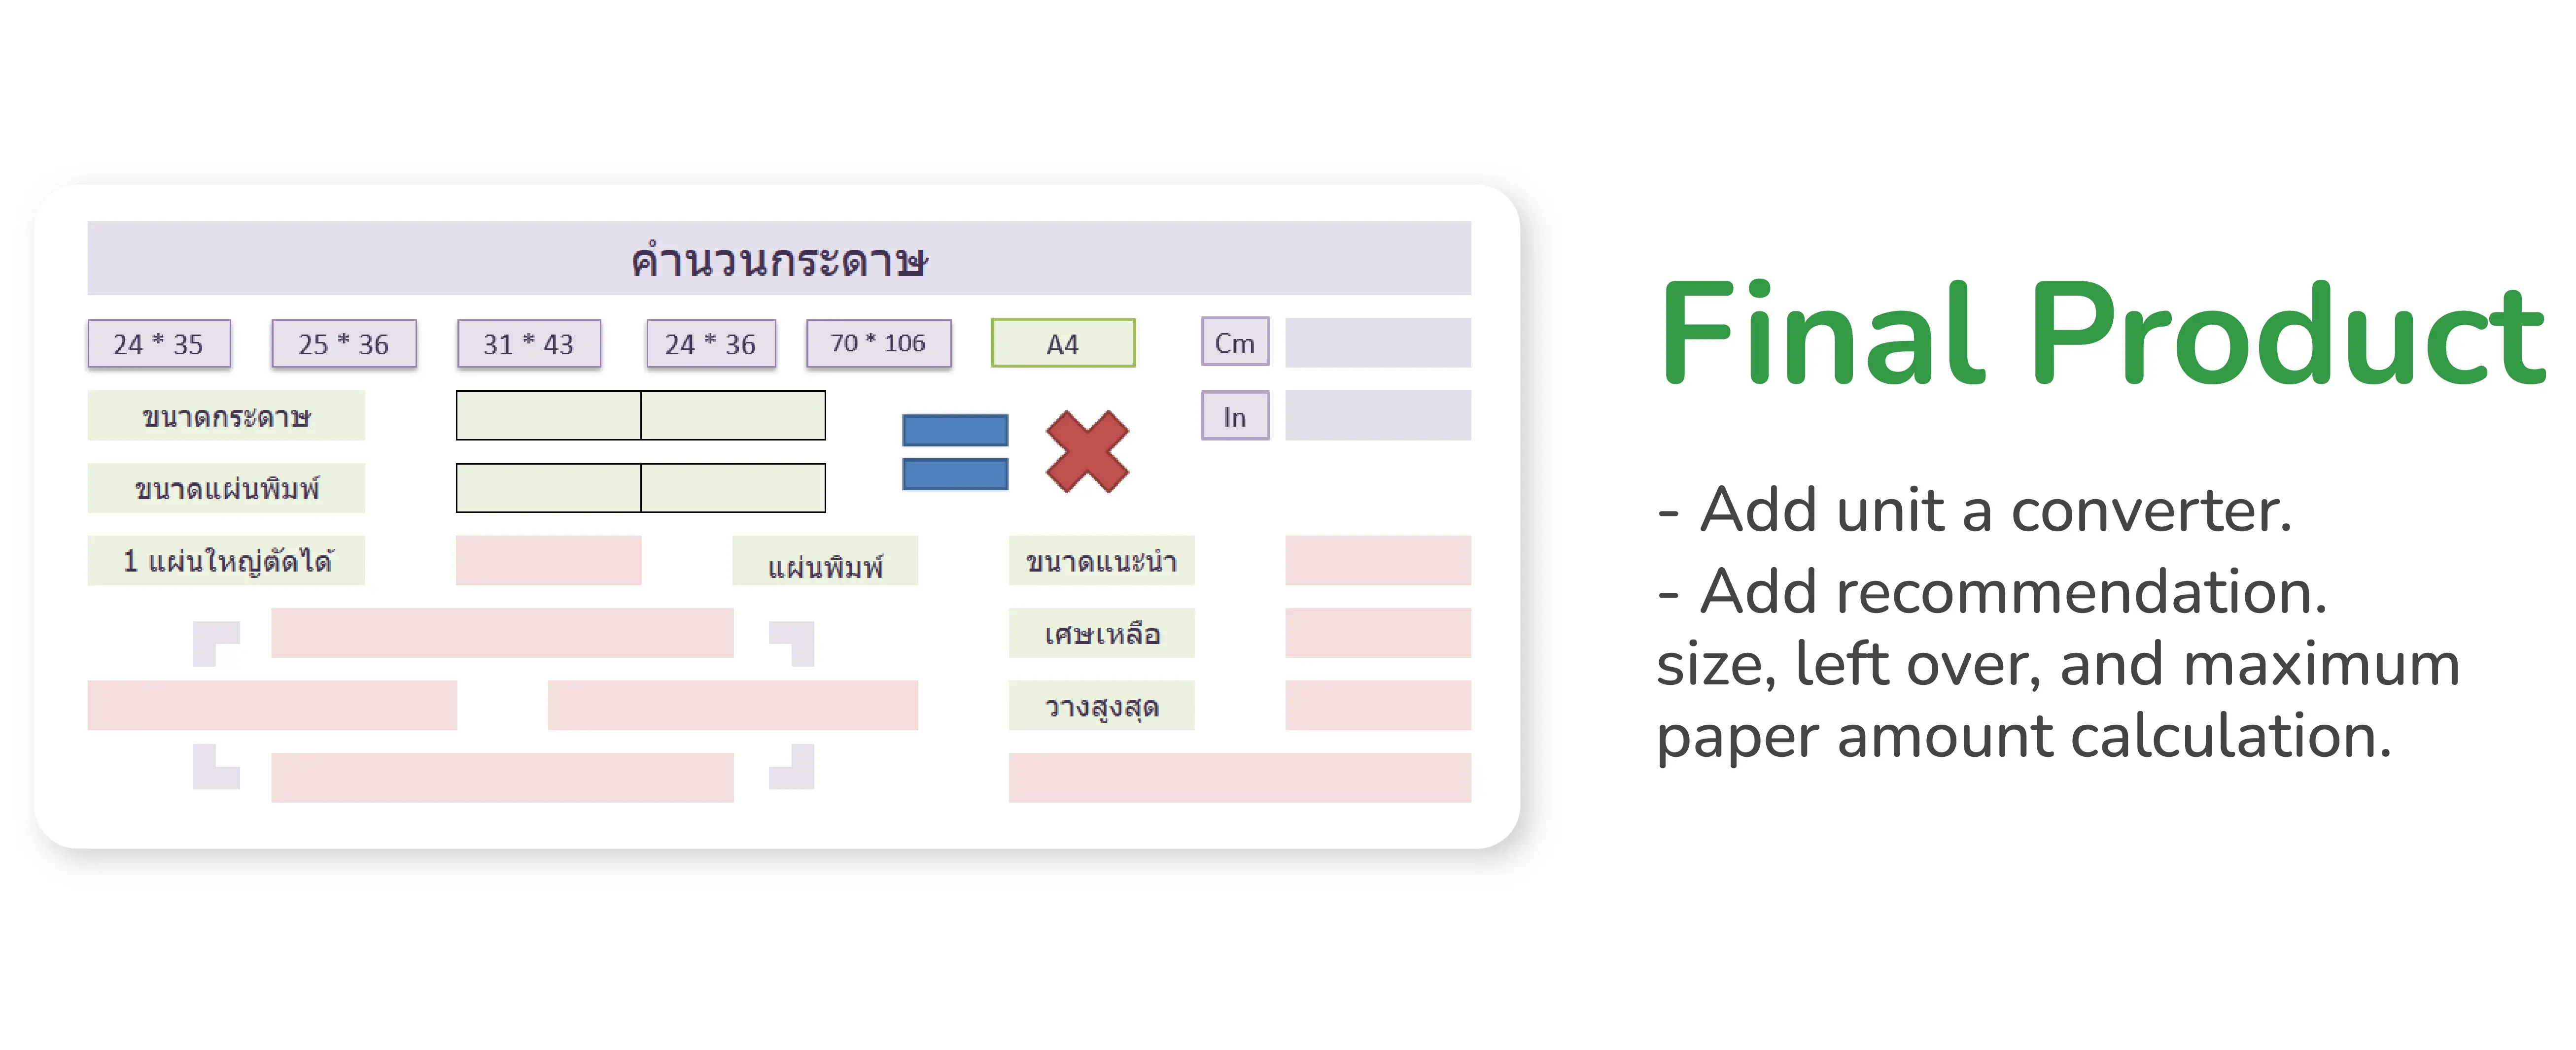 คำนวนกระดาษ
24 * 35
25 * 36
31 * 43
24 * 36
70 * 106
A4
Cm
ขนาดกระดาษ
In
ขนาดแผ่นพิมพ์
1 แผ่นใหญ่ตัดได้
แผ่นพิมพ์
ขนาดแนะนำ
เศษเหลือ
วางสูงสุด
Final Product
- Add unit a converter.
- Add recommendation.
size, left over, and maximum
paper amount calculation.